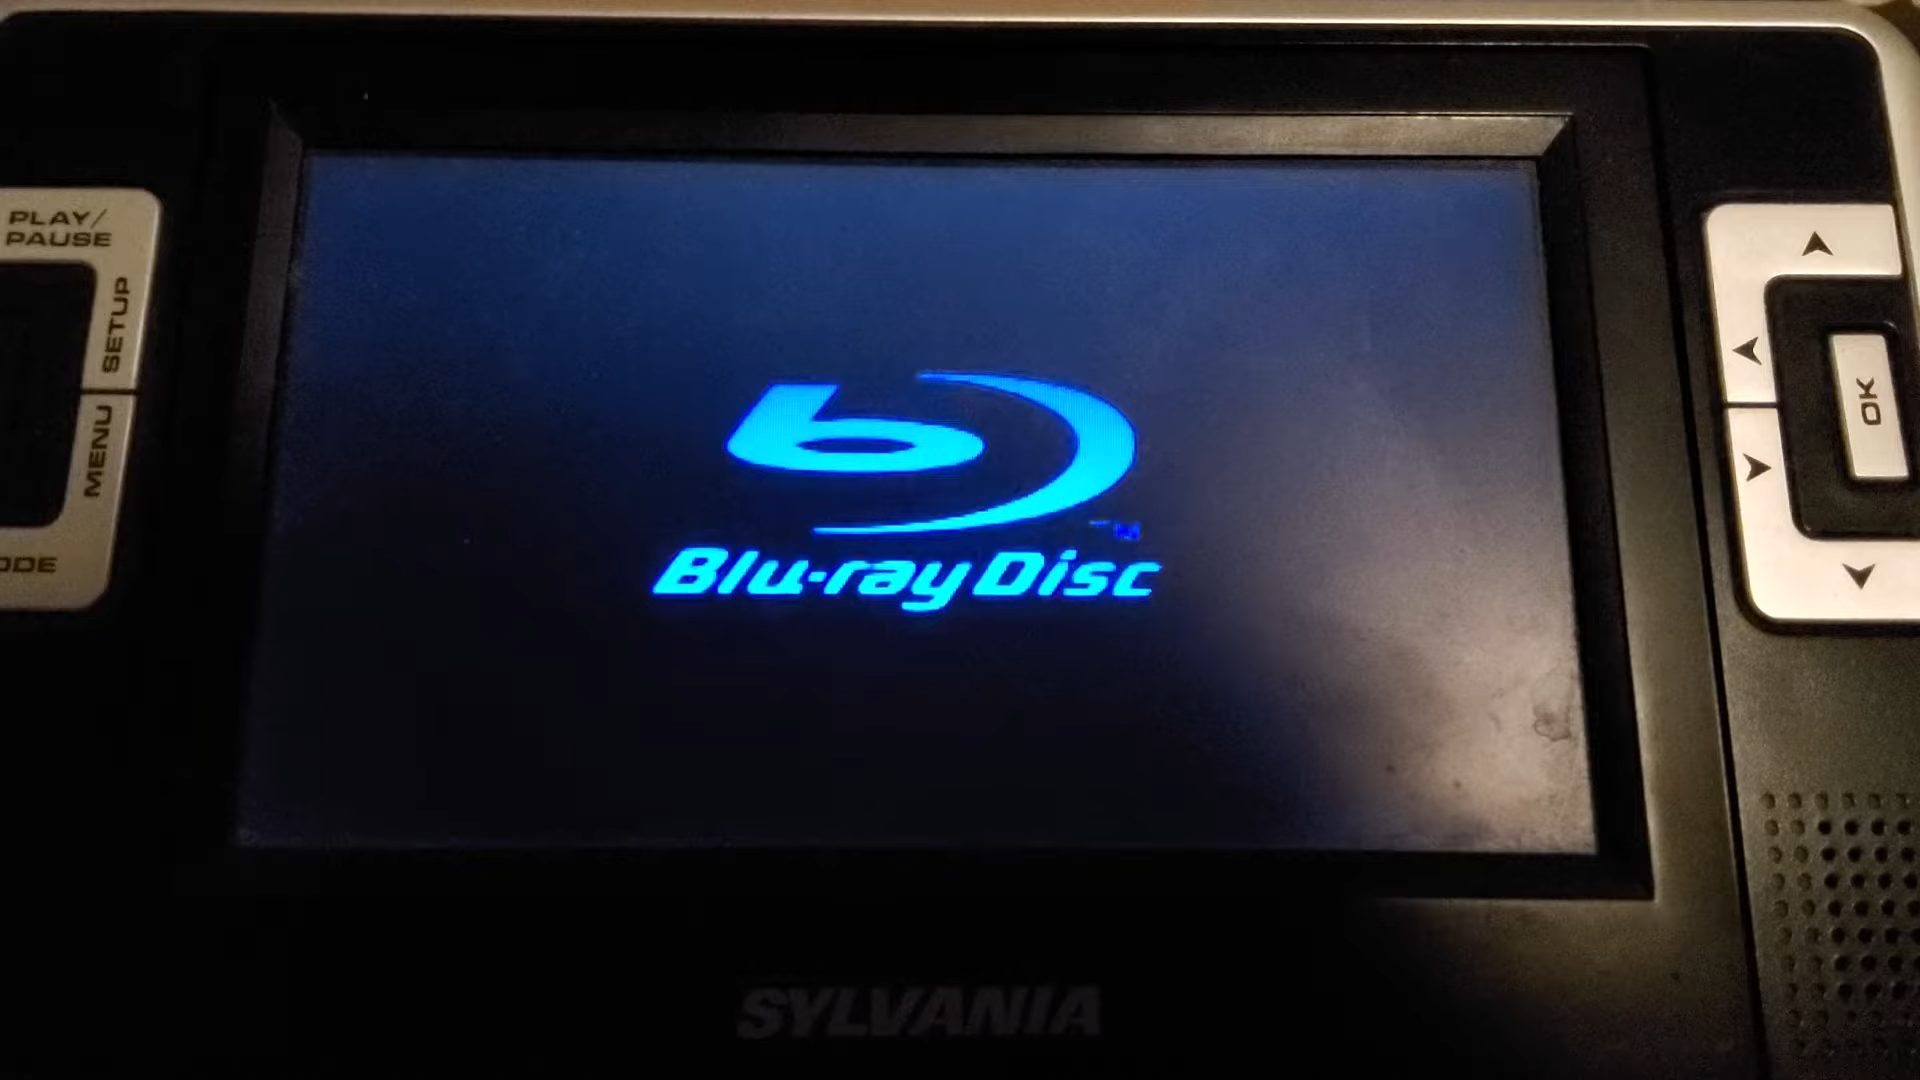 PLAY/
PAUSE
SETUP
MENU
ODE
OK
b
TM
Blu-ray Disc
SYLVANIA